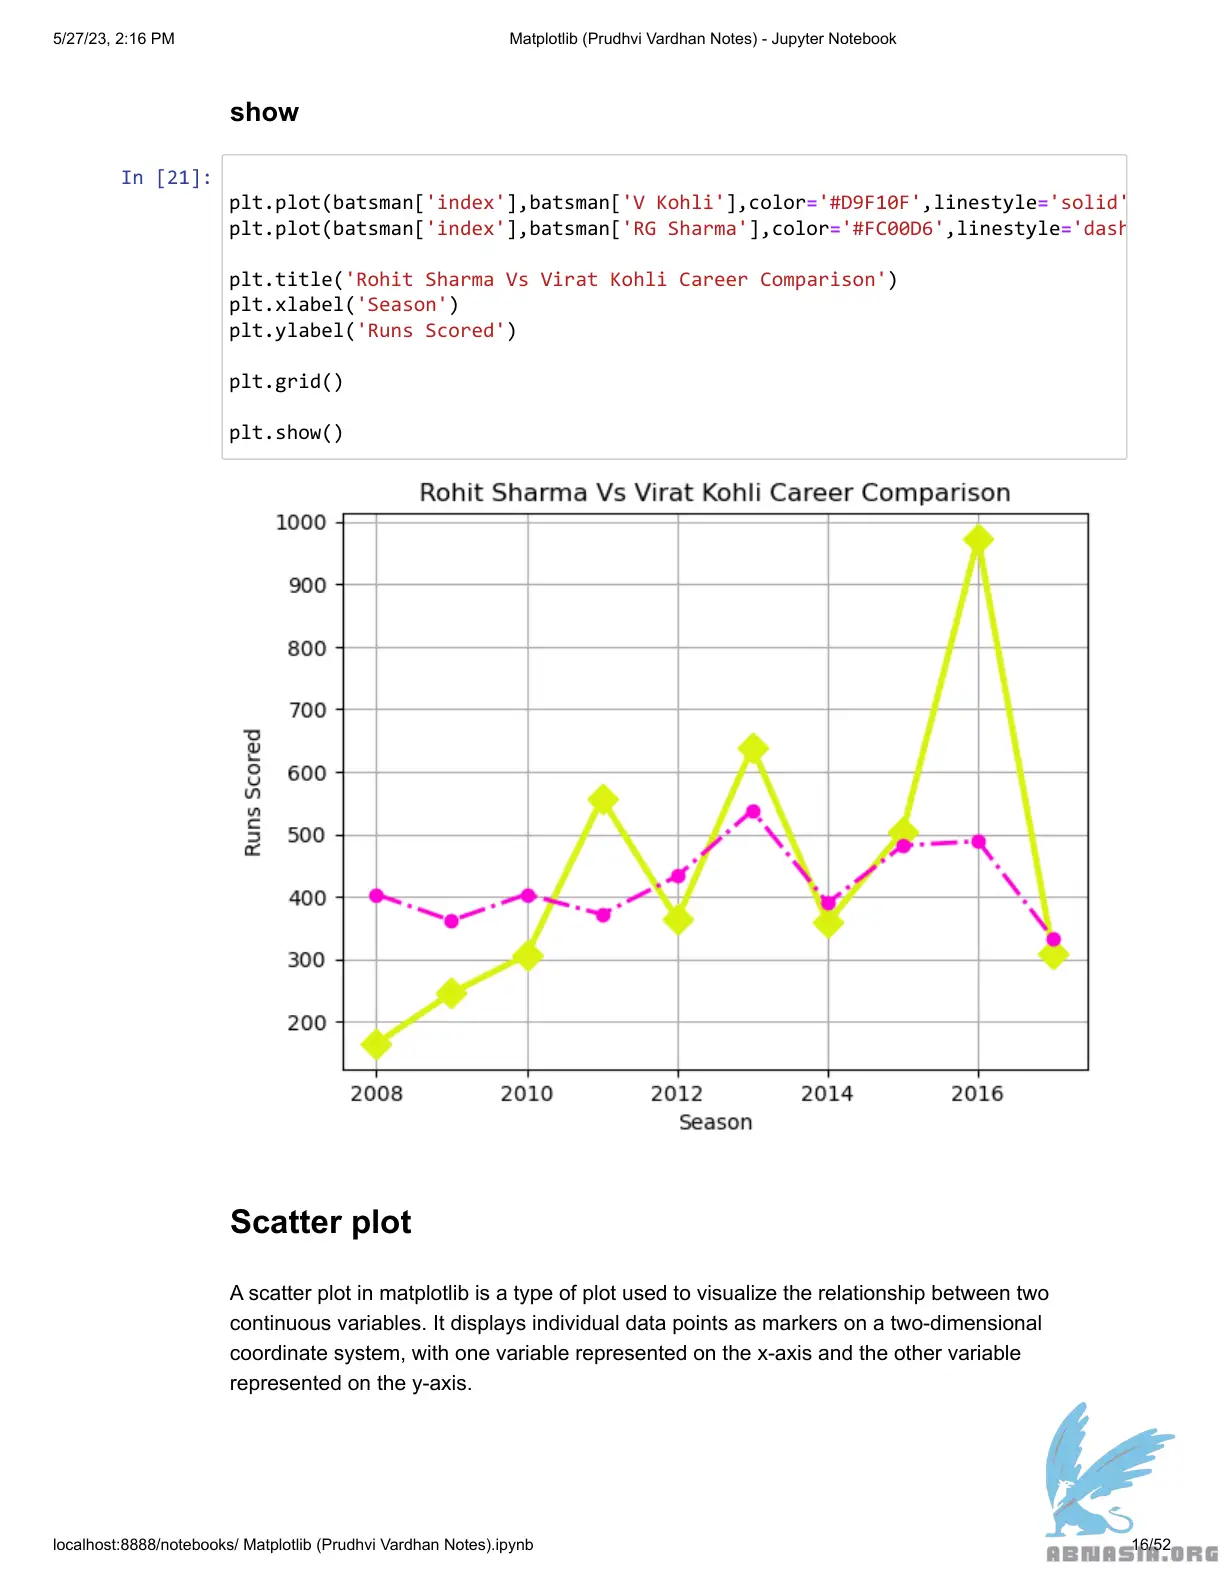 5/27/23, 2:16 PM
Matplotlib (Prudhvi Vardhan Notes) - Jupyter Notebook
show
In [21]:
plt.plot(batsman['index'],batsman['V Kohli'],color='#D9F10F',linestyle='solid'
plt.plot(batsman['index'],batsman['RG Sharma'],color='#FC00D6',linestyle='dash
plt.title('Rohit Sharma Vs Virat Kohli Career Comparison')
plt.xlabel('Season')
plt.ylabel('Runs Scored')
plt.grid()
plt.show()
Rohit Sharma Vs Virat Kohli Career Comparison
1000
900
800
700
600
500
400
300
200
Runs Scored
2008 2010 2012 2014 2016
Season
Scatter plot
A scatter plot in matplotlib is a type of plot used to visualize the relationship between two
continuous variables. It displays individual data points as markers on a two-dimensional
coordinate system, with one variable represented on the x-axis and the other variable
represented on the y-axis.
localhost:8888/notebooks/ Matplotlib (Prudhvi Vardhan Notes).ipynb
16/52
ABNASIA.ORG